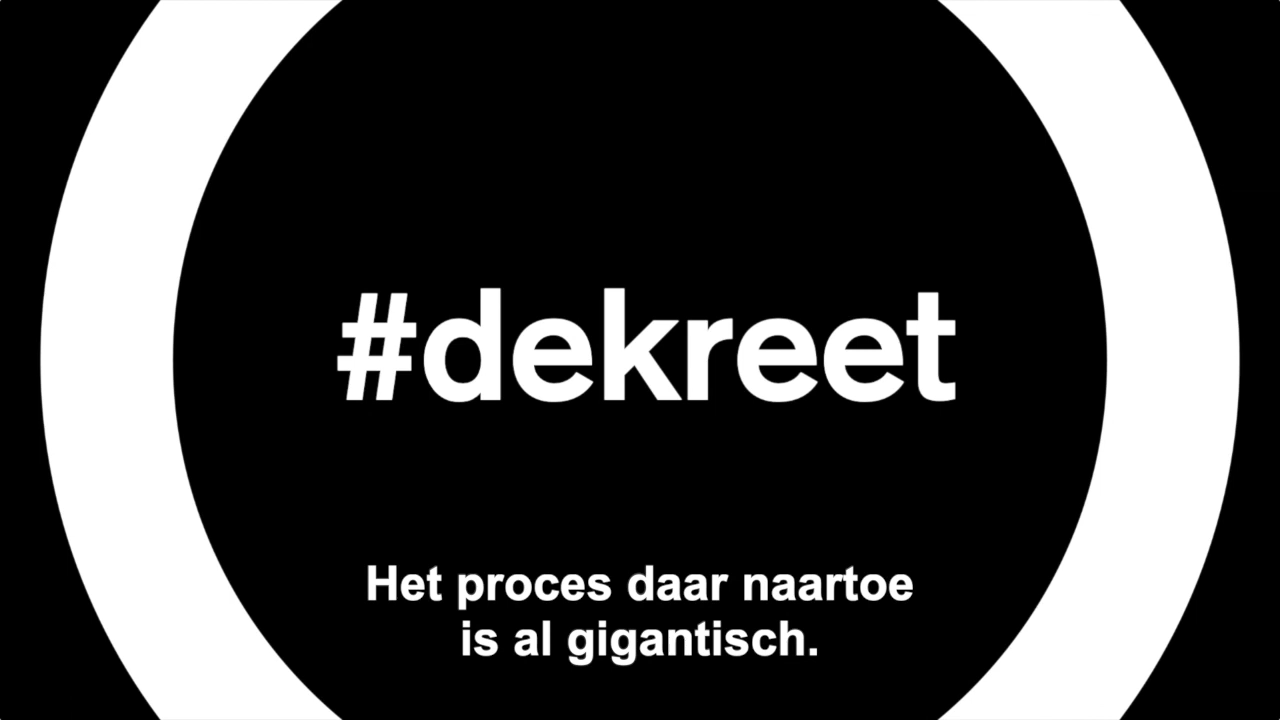 #dekreet
Het proces daar naartoe
is al gigantisch.